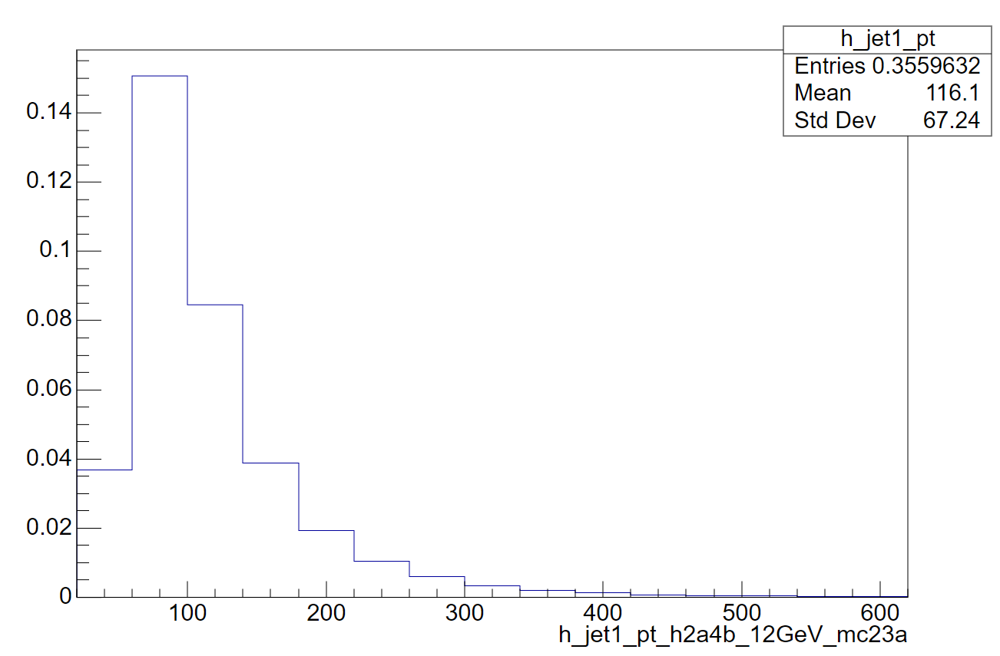 h_jet1_pt
Entries 0.3559632
Mean 116.1
Std Dev 67.24
0.14
0.12
0.1
0.08
0.06
0.04
0.02
0
100 200 300 400 500 600
h_jet1_pt_h2a4b_12GeV_mc23a